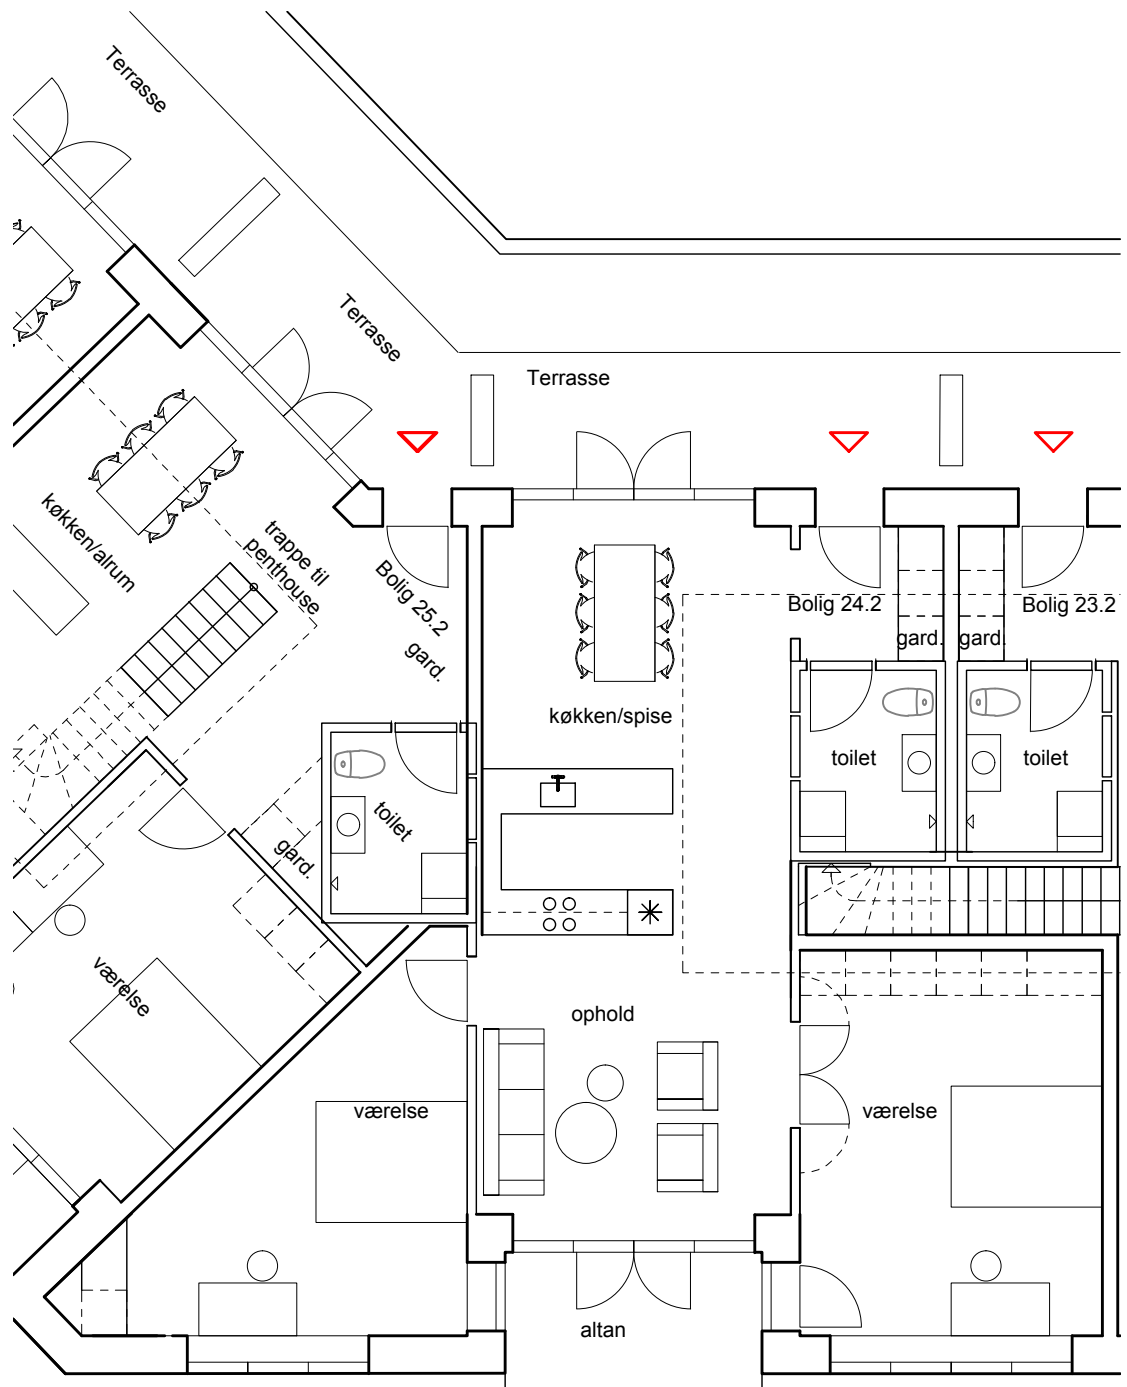 Terrasse
Terrasse
Terrasse
køkken/alrum
trappe til
penthouse
Bolig 25.2
gard.
Bolig 24.2
Bolig 23.2
gard.
gard.
køkken/spise
toilet
toilet
toilet
gard.
værelse
ophold
værelse
værelse
altan